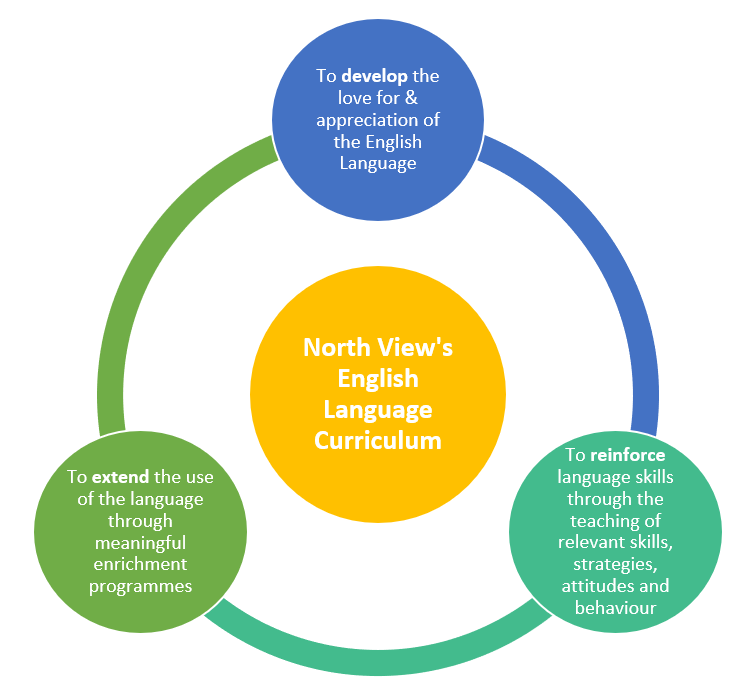 To develop the
love for &
appreciation of
the English
Language
North View's
English
Language
Curriculum
To extend the use
of the language
through
meaningful
enrichment
programmes
To reinforce
language skills
through the
teaching of
relevant skills,
strategies,
attitudes and
behaviour